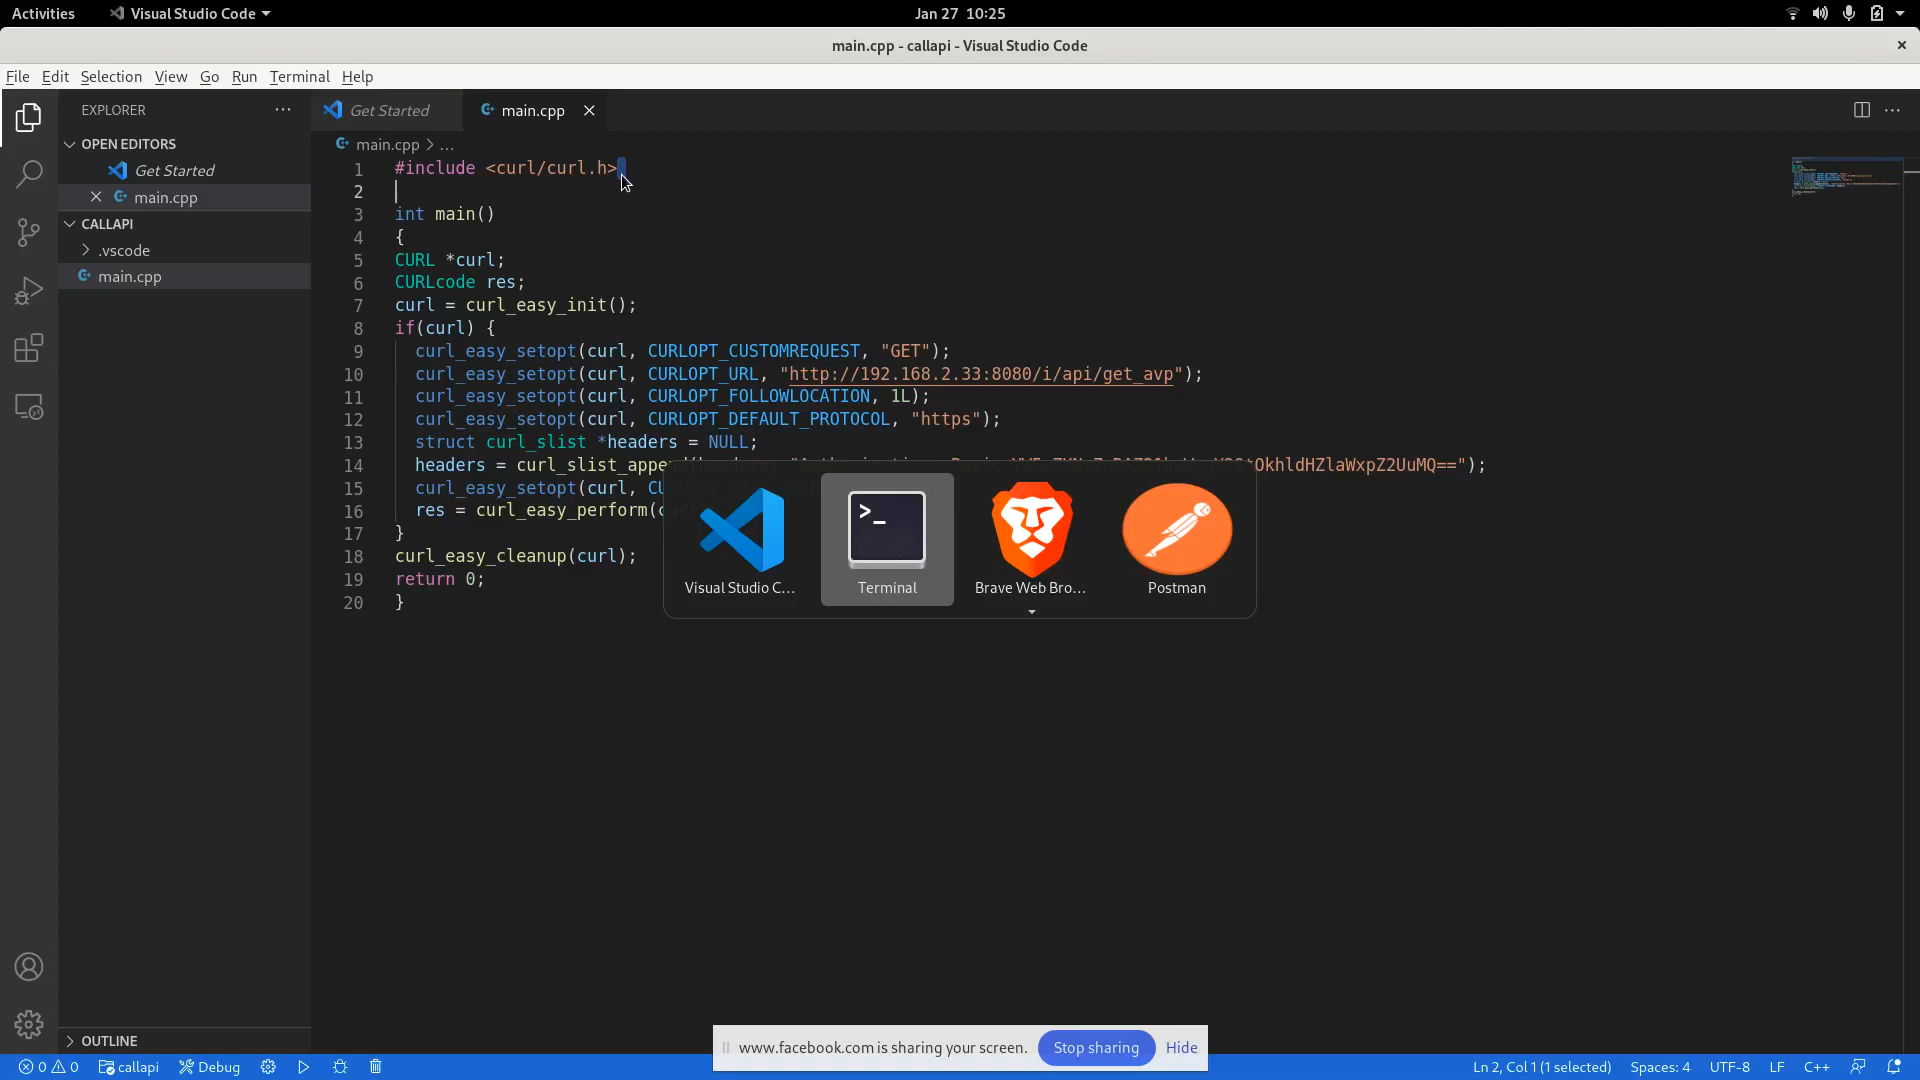 Activities Visual Studio Code Jan 27 10:25
main.cpp - callapi - Visual Studio Code
File Edit Selection View Go Run Terminal Help
EXPLORER
OPEN EDITORS
Get Started
main.cpp
CALLAPI
.vscode
main.cpp
OUTLINE
Get Started main.cpp
main.cpp > ...
1 #include <curl/curl.h>
2
3 int main()
4 {
5 CURL *curl;
6 CURLcode res;
7 curl = curl_easy_init();
8 if(curl) {
9 curl_easy_setopt(curl, CURLOPT_CUSTOMREQUEST, "GET");
10 curl_easy_setopt(curl, CURLOPT_URL, "http://192.168.2.33:8080/i/api/get_avp");
11 curl_easy_setopt(curl, CURLOPT_FOLLOWLOCATION, 1L);
12 curl_easy_setopt(curl, CURLOPT_DEFAULT_PROTOCOL, "https");
13 struct curl_slist *headers = NULL;
14 headers = curl_slist_append(headers, "Authorization: Basic
15 curl_easy_setopt(curl,
16 res = curl_easy_perform(
17 }
18 curl_easy_cleanup(curl);
19 return 0;
20 }
Visual Studio C... Terminal Brave Web Bro... Postman
www.facebook.com is sharing your screen. Stop sharing Hide
0 0 callapi Debug Ln 2, Col 1 (1 selected) Spaces: 4 UTF-8 LF C++